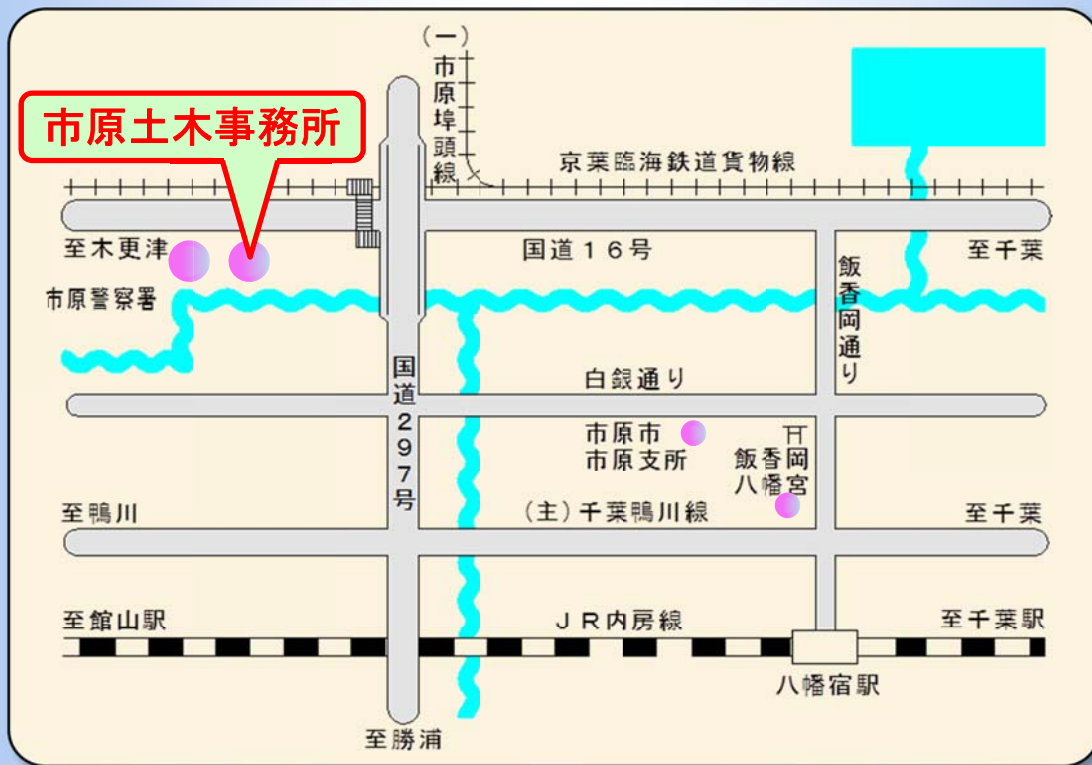 (一)市原埠頭線
市原土木事務所
京葉臨海鉄道貨物線
至木更津
国道16号
至千葉
市原警察署
飯香岡通り
国道297号
白銀通り
市原市
市原支所
飯香岡
八幡宮
至鴨川
(主)千葉鴨川線
至千葉
至館山駅
JR内房線
至千葉駅
八幡宿駅
至勝浦